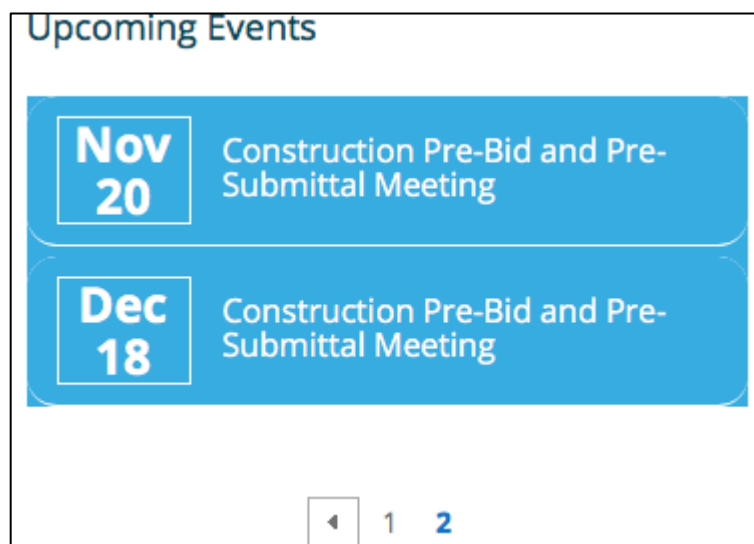 Upcoming Events
Nov
20
Construction Pre-Bid and Pre-
Submittal Meeting
Dec
18
Construction Pre-Bid and Pre-
Submittal Meeting
1 2